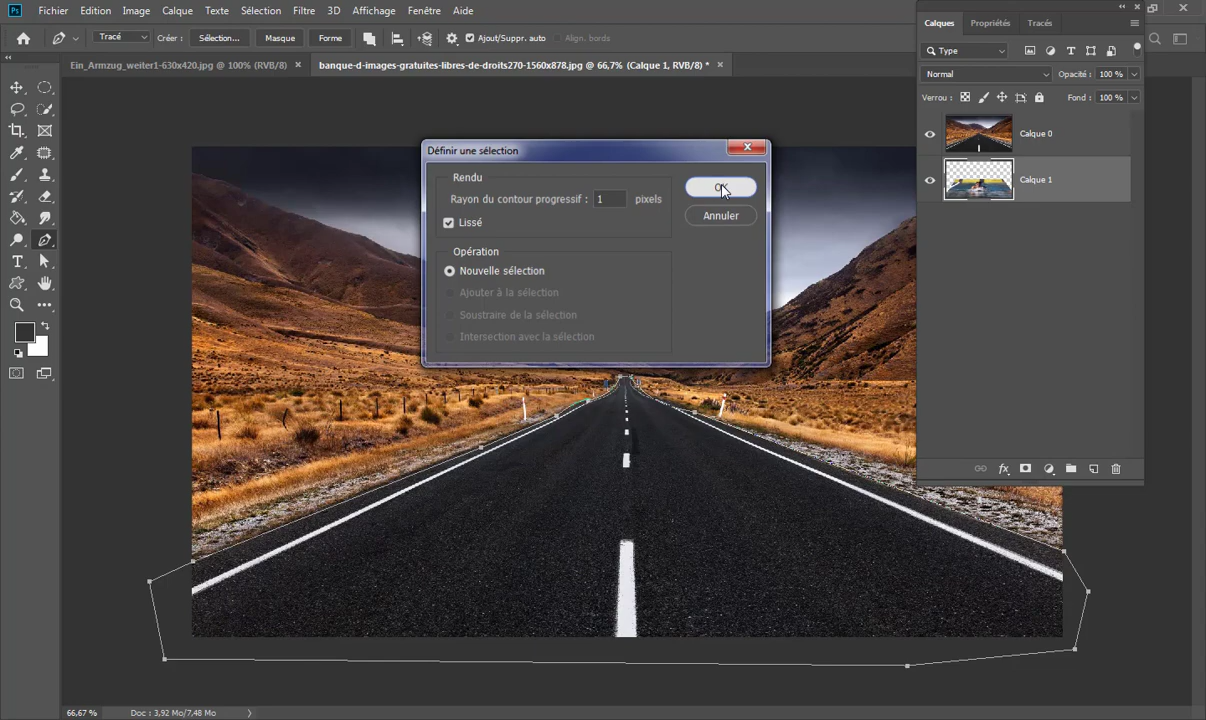 Ps Fichier Edition Image Calque Texte Sélection Filtre 3D Affichage Fenêtre Aide
Tracé Créer : Sélection... Masque Forme Ajout/Suppr. auto Align. bords
Ein_Armzug_weiter1-630x420.jpg @ 100% (RVB/8) × banque-d-images-gratuites-libres-de-droits270-1560x878.jpg @ 66,7% (Calque 1, RVB/8) * ×
Calques Propriétés Tracés
Type
Normal Opacité : 100 %
Verrou : Fond : 100 %
Calque 0
Calque 1
fx
Définir une sélection
Rendu
Rayon du contour progressif : 1 pixels
Lissé
OK
Annuler
Opération
Nouvelle sélection
Ajouter à la sélection
Soustraire de la sélection
Intersection avec la sélection
T
66,67 % Doc : 3,92 Mo/7,48 Mo